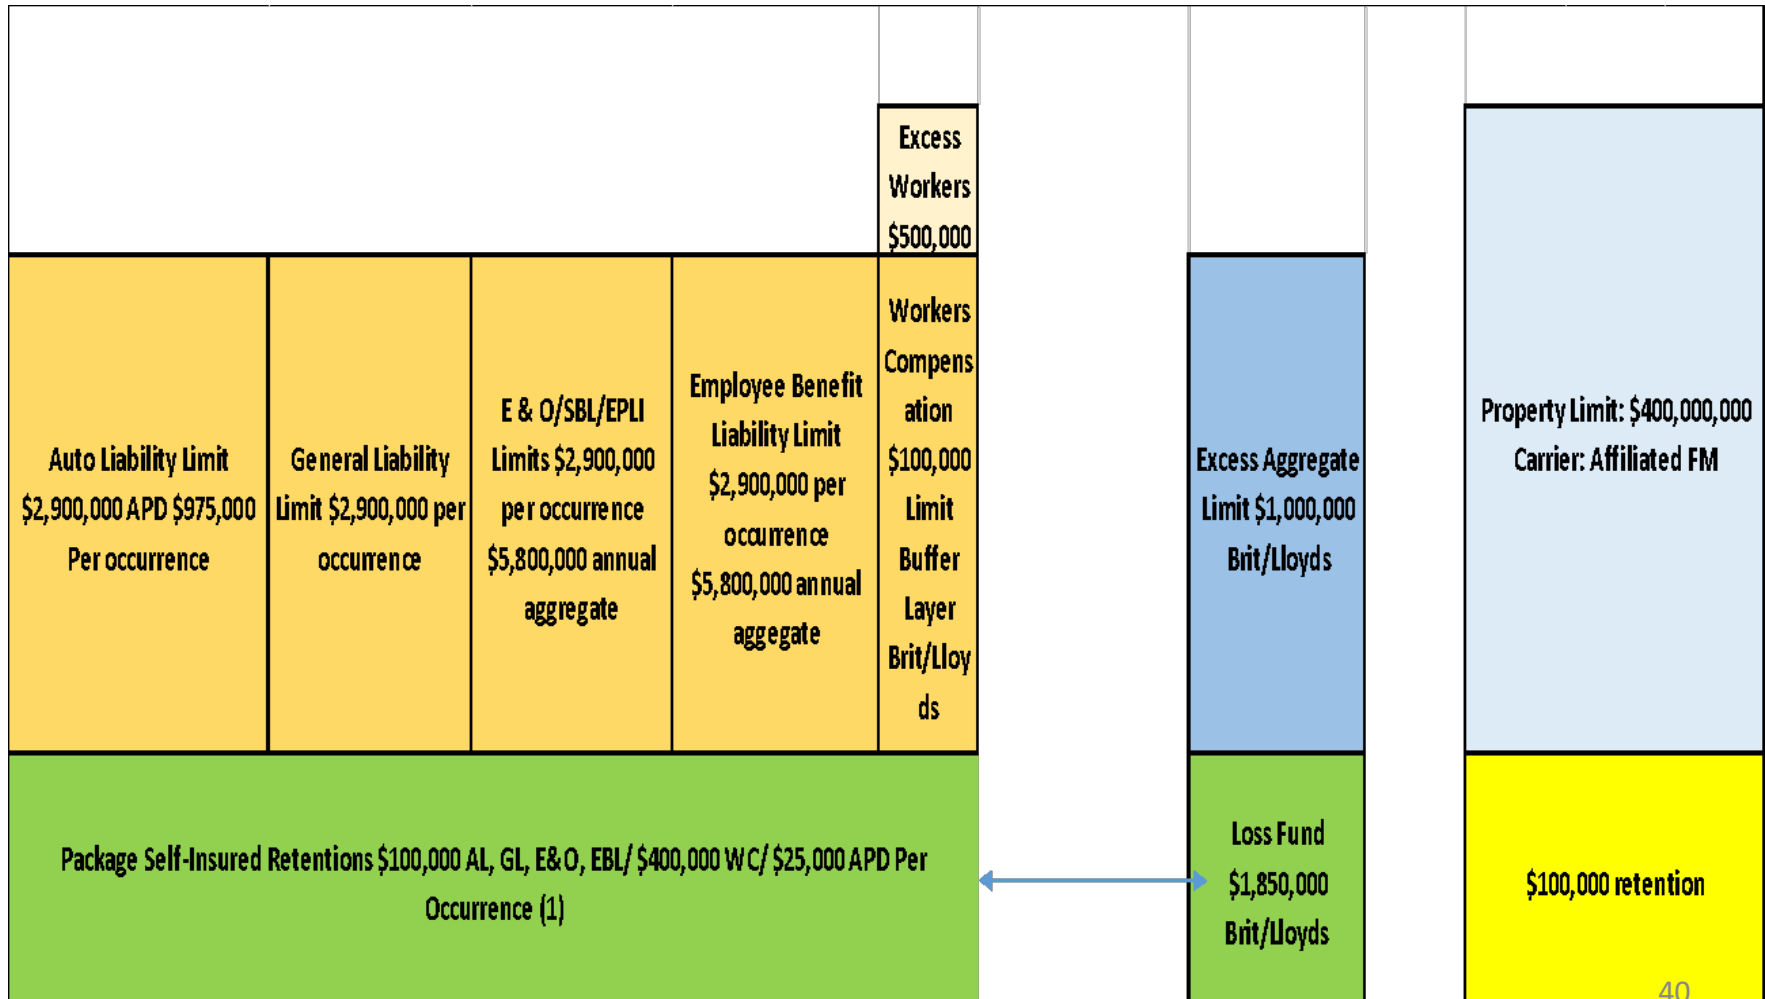 Excess
Workers
$500,000
Auto Liability Limit
$2,900,000 APD $975,000
Per occurrence
General Liability
Limit $2,900,000 per
occurrence
E & O/SBL/EPLI
Limits $2,900,000
per occurrence
$5,800,000 annual
aggregate
Employee Benefit
Liability Limit
$2,900,000 per
occurrence
$5,800,000 annual
aggegate
Workers
Compens
ation
$100,000
Limit
Buffer
Layer
Brit/Lloy
ds
Excess Aggregate
Limit $1,000,000
Brit/Lloyds
Property Limit: $400,000,000
Carrier: Affiliated FM
Package Self-Insured Retentions $100,000 AL, GL, E&O, EBL/ $400,000 WC/ $25,000 APD Per
Occurrence (1)
Loss Fund
$1,850,000
Brit/Lloyds
$100,000 retention
40